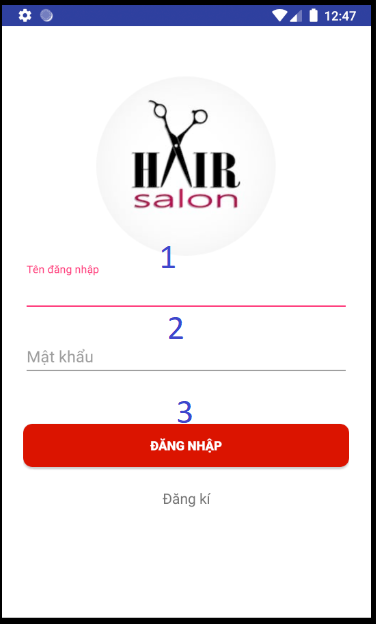 12:47
HAIR
salon
1
Tên đăng nhập
2
Mật khẩu
3
ĐĂNG NHẬP
Đăng kí